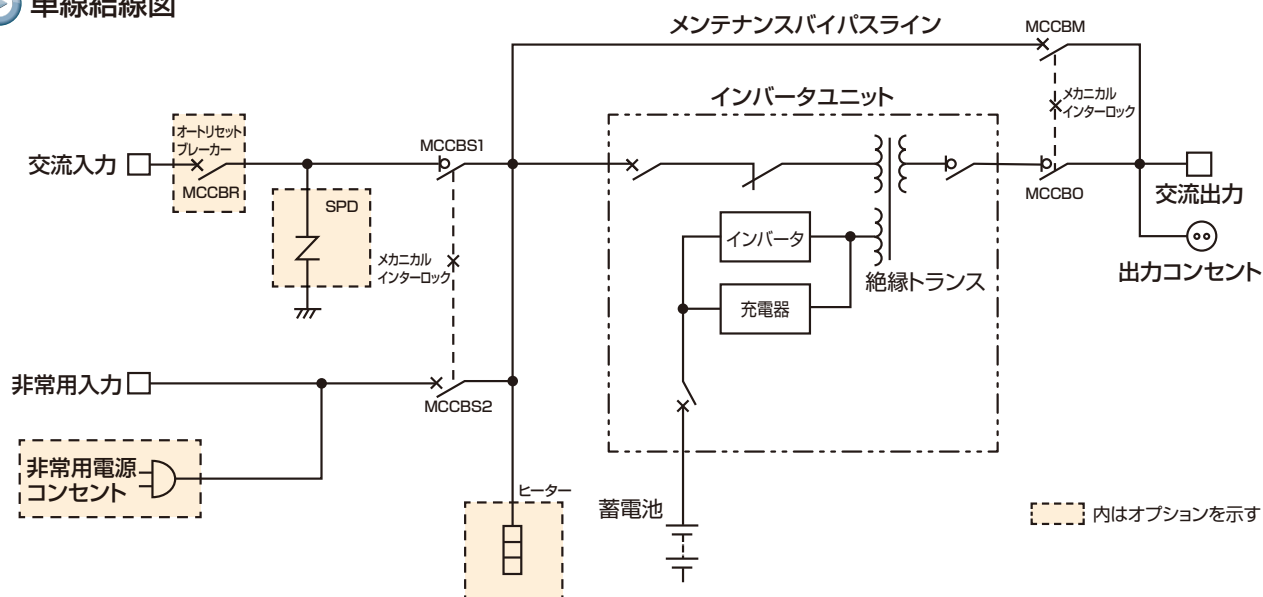 単線結線図
メンテナンスバイパスライン
MCCBM
メカニカル
インターロック
インバータユニット
オートリセット
ブレーカー
MCCBR
交流入力
MCCBS1
SPD
メカニカル
インターロック
MCCBO
交流出力
出力コンセント
インバータ
充電器
絶縁トランス
非常用入力
MCCBS2
非常用電源
コンセント
ヒーター
蓄電池
内はオプションを示す